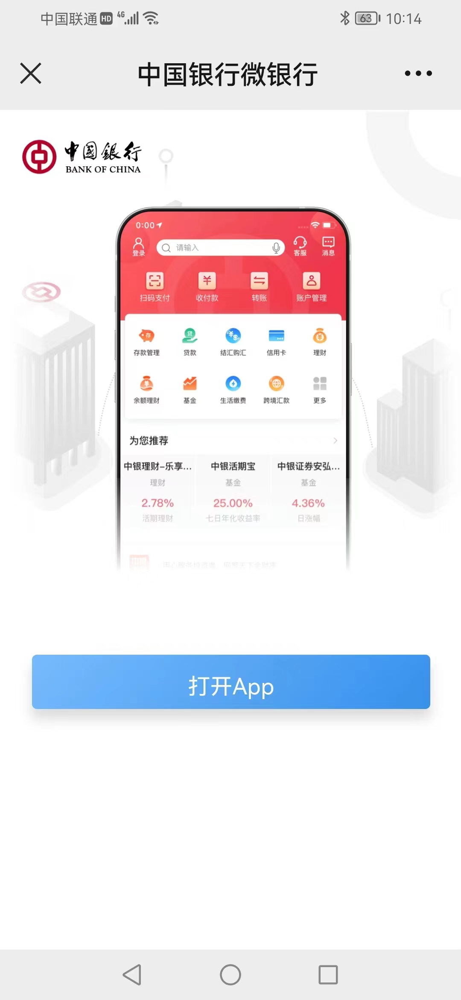 中国联通 HD 4G 63 10:14
中国银行微银行
中國銀行
BANK OF CHINA
0:00
登录 请输入 客服 消息
扫码支付 收付款 转账 账户管理
存 贷
存款管理 贷款 结汇购汇 信用卡 理财
余额理财 基金 生活缴费 跨境汇款 更多
为您推荐
中银理财-乐享... 中银活期宝 中银证券安弘...
理财 基金 基金
2.78% 25.00% 4.36%
活期理财 七日年化收益率 日涨幅
打开App